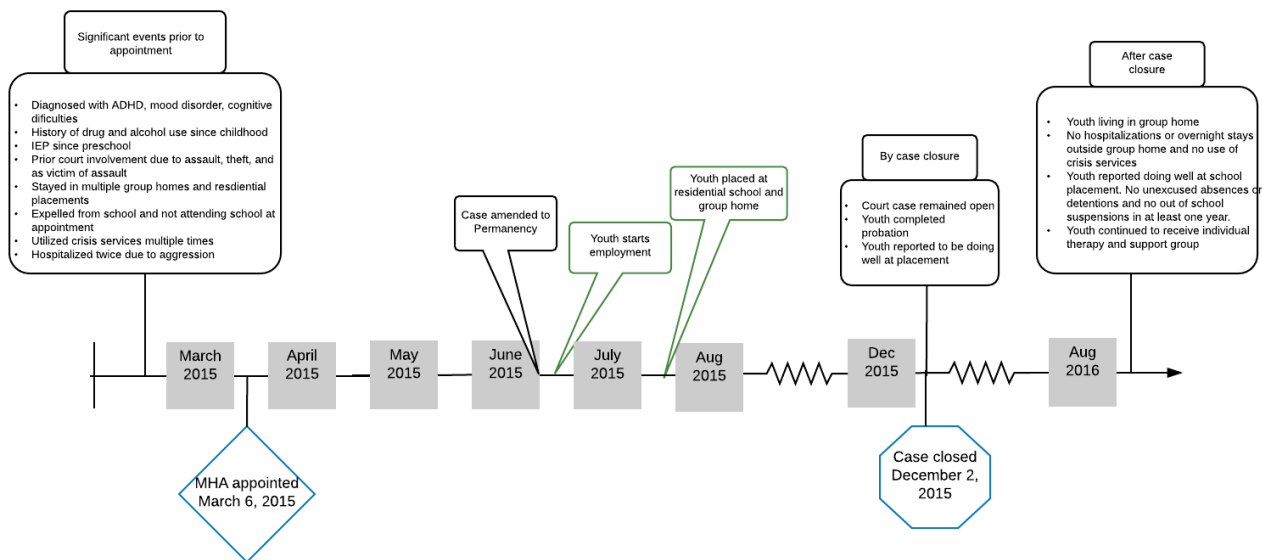 Significant events prior to
appointment
• Diagnosed with ADHD, mood disorder, cognitive
dificulties
• History of drug and alcohol use since childhood
• IEP since preschool
• Prior court involvement due to assault, theft, and
as victim of assault
• Stayed in multiple group homes and resdiential
placements
• Expelled from school and not attending school at
appointment
• Utilized crisis services multiple times
• Hospitalized twice due to aggression
Case amended to
Permanency
Youth starts
employment
Youth placed at
residential school and
group home
By case closure
• Court case remained open
• Youth completed
probation
• Youth reported to be doing
well at placement
After case
closure
• Youth living in group home
• No hospitalizations or overnight stays
outside group home and no use of
crisis services
• Youth reported doing well at school
placement. No unexcused absences or
detentions and no out of school
suspensions in at least one year.
• Youth continued to receive individual
therapy and support group
March
2015
April
2015
May
2015
June
2015
July
2015
Aug
2015
Dec
2015
Aug
2016
MHA appointed
March 6, 2015
Case closed
December 2,
2015